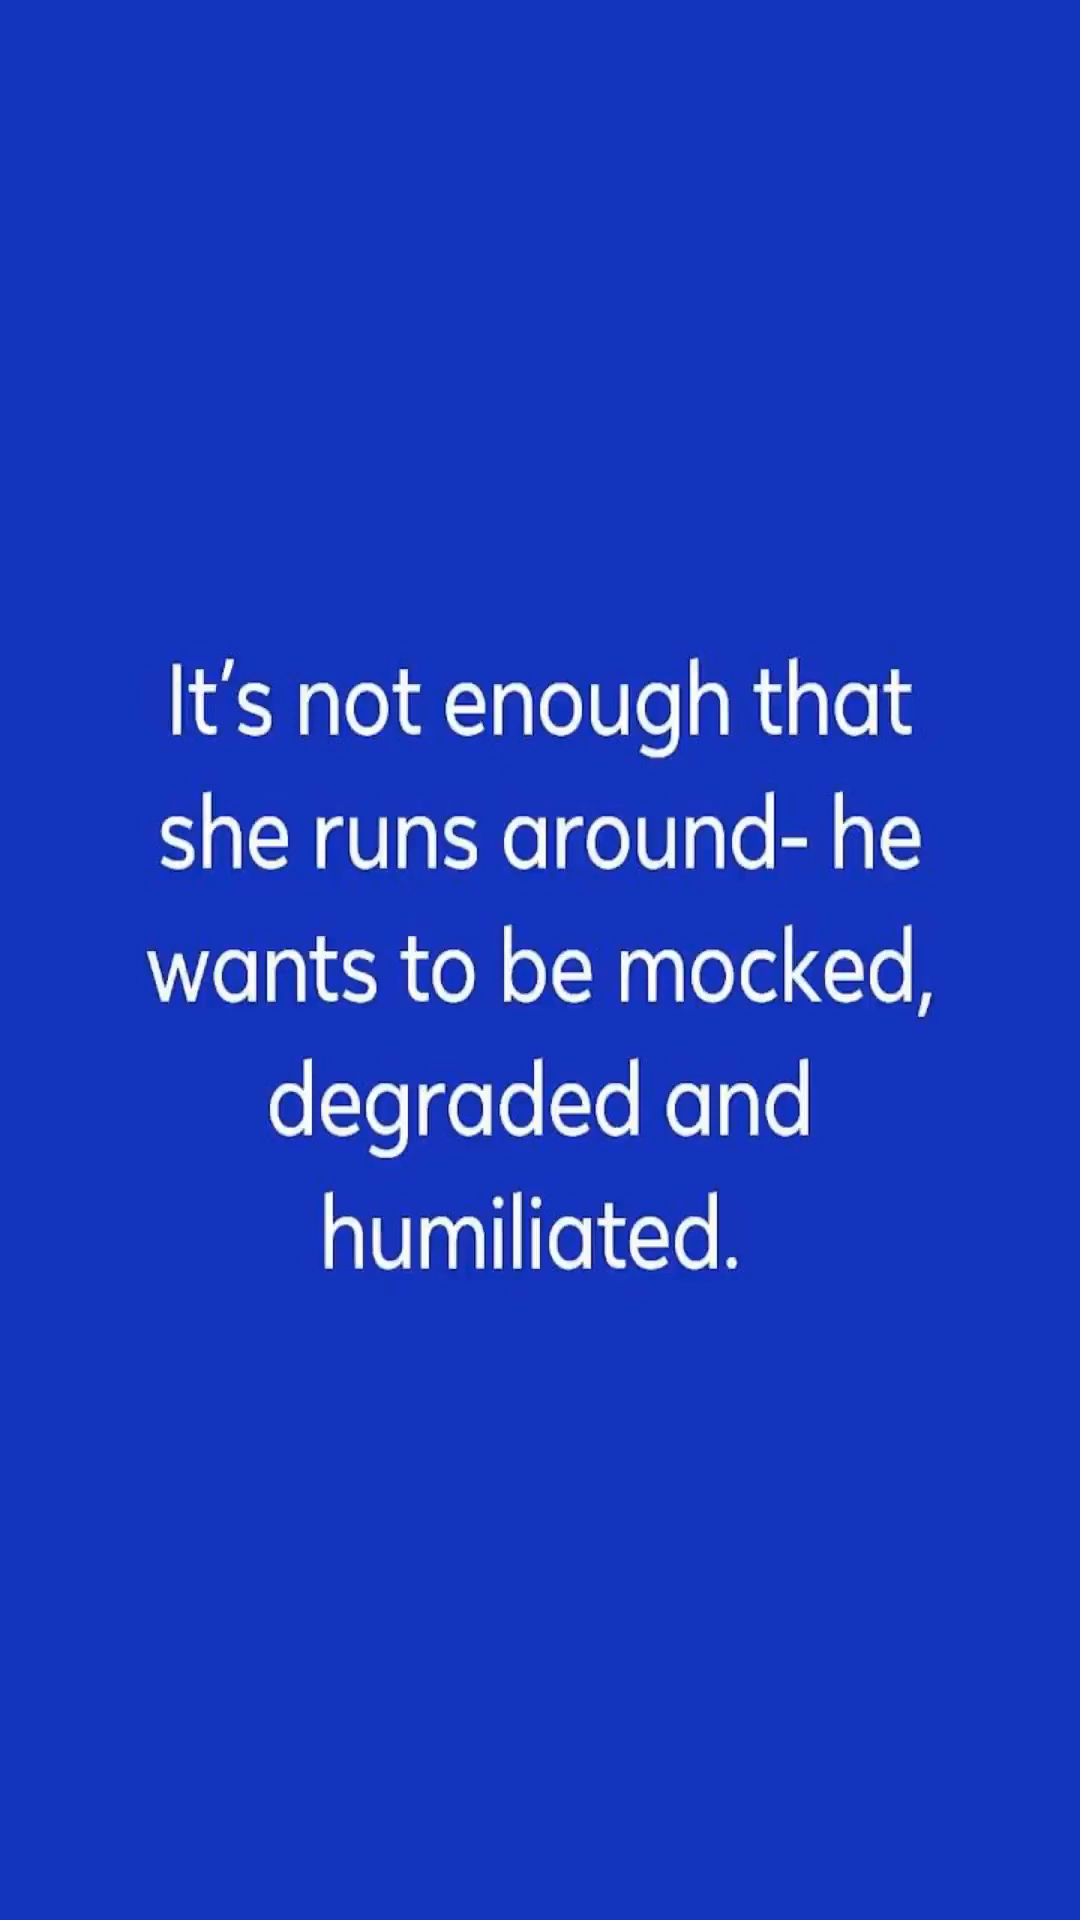 It's not enough that
she runs around- he
wants to be mocked,
degraded and
humiliated.